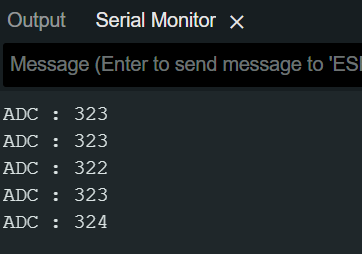 Output
Serial Monitor
Message (Enter to send message to 'ES
ADC : 323
ADC : 323
ADC : 322
ADC : 323
ADC : 324